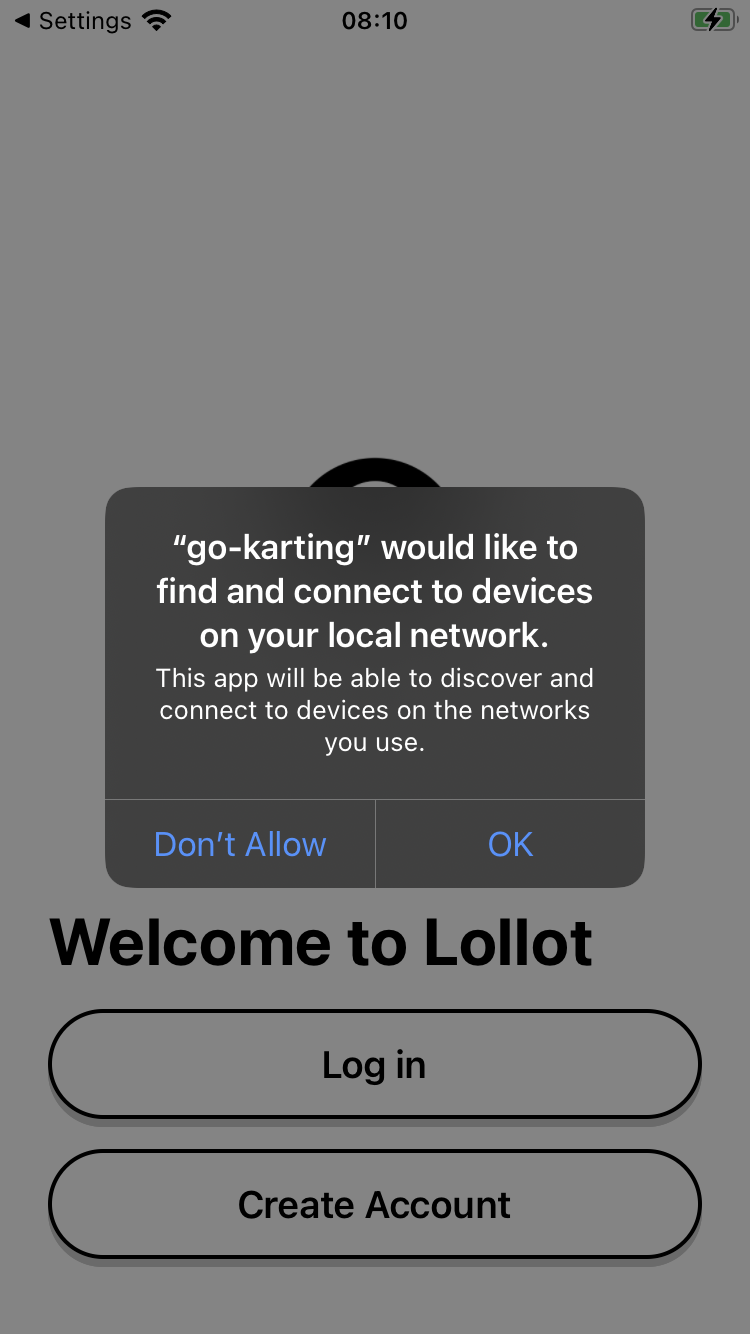 Settings
08:10
“go-karting” would like to
find and connect to devices
on your local network.
This app will be able to discover and
connect to devices on the networks
you use.
Don’t Allow
OK
Welcome to Lollot
Log in
Create Account